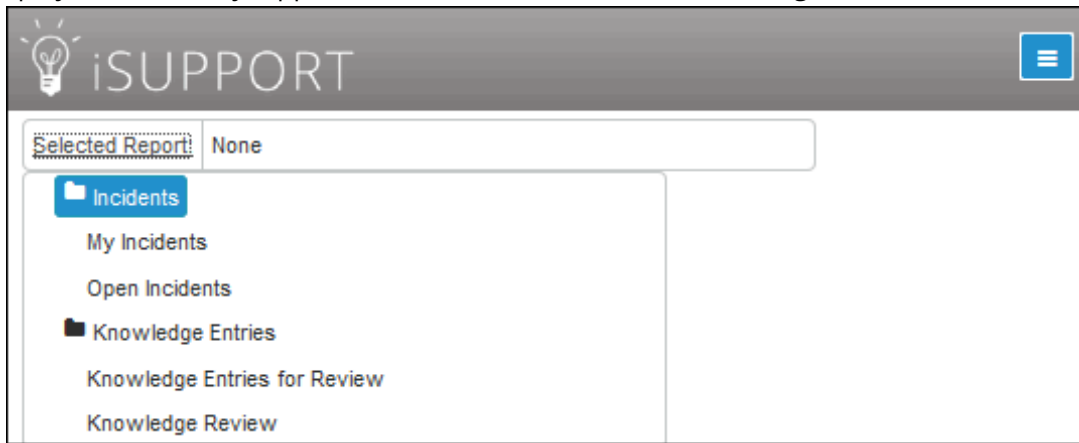 iSUPPORT
Selected Report: None
Incidents
My Incidents
Open Incidents
Knowledge Entries
Knowledge Entries for Review
Knowledge Review